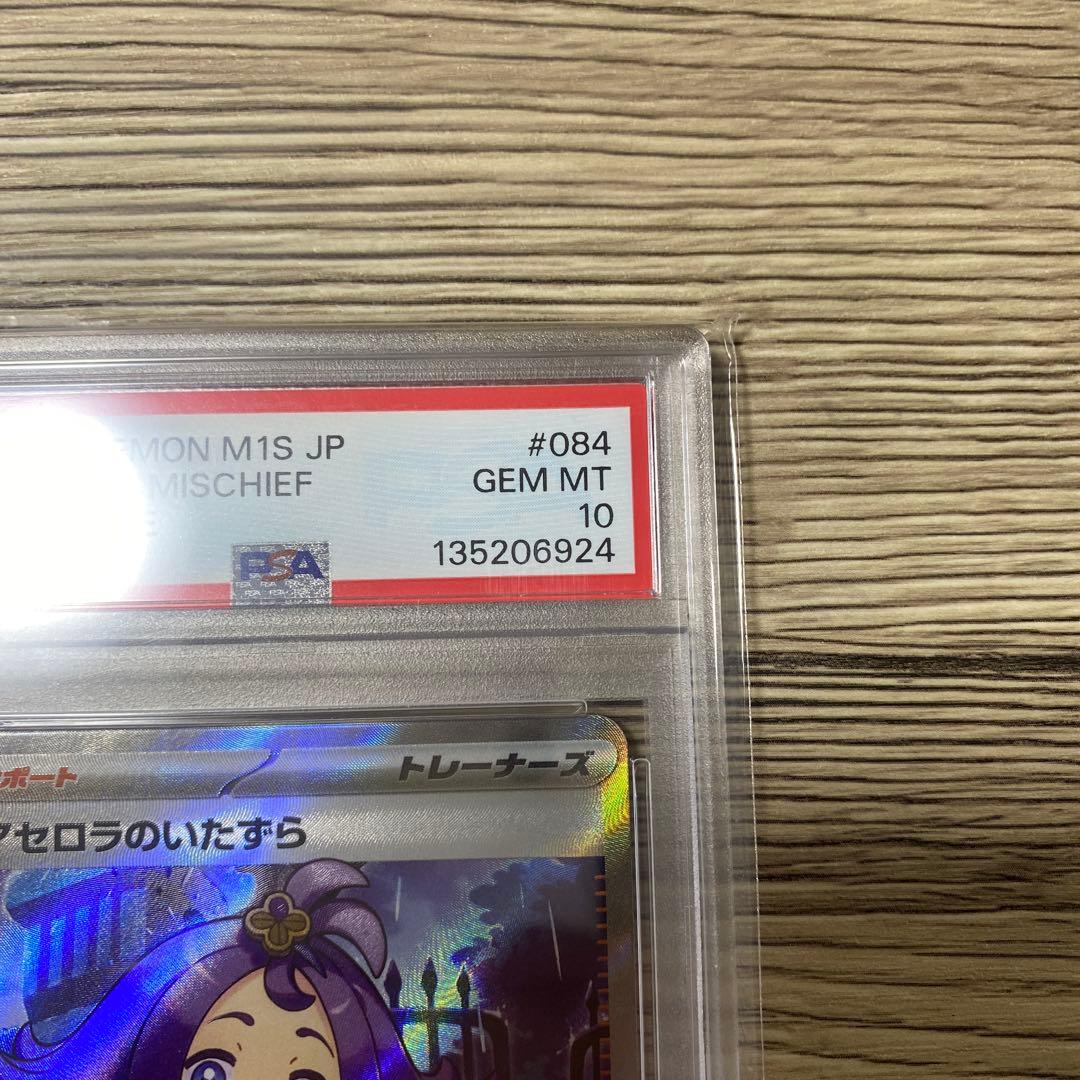 EMON M1S JP
#084
MISCHIEF
GEM MT
10
PSA
135206924
ポート
トレーナーズ
アセロラのいたずら